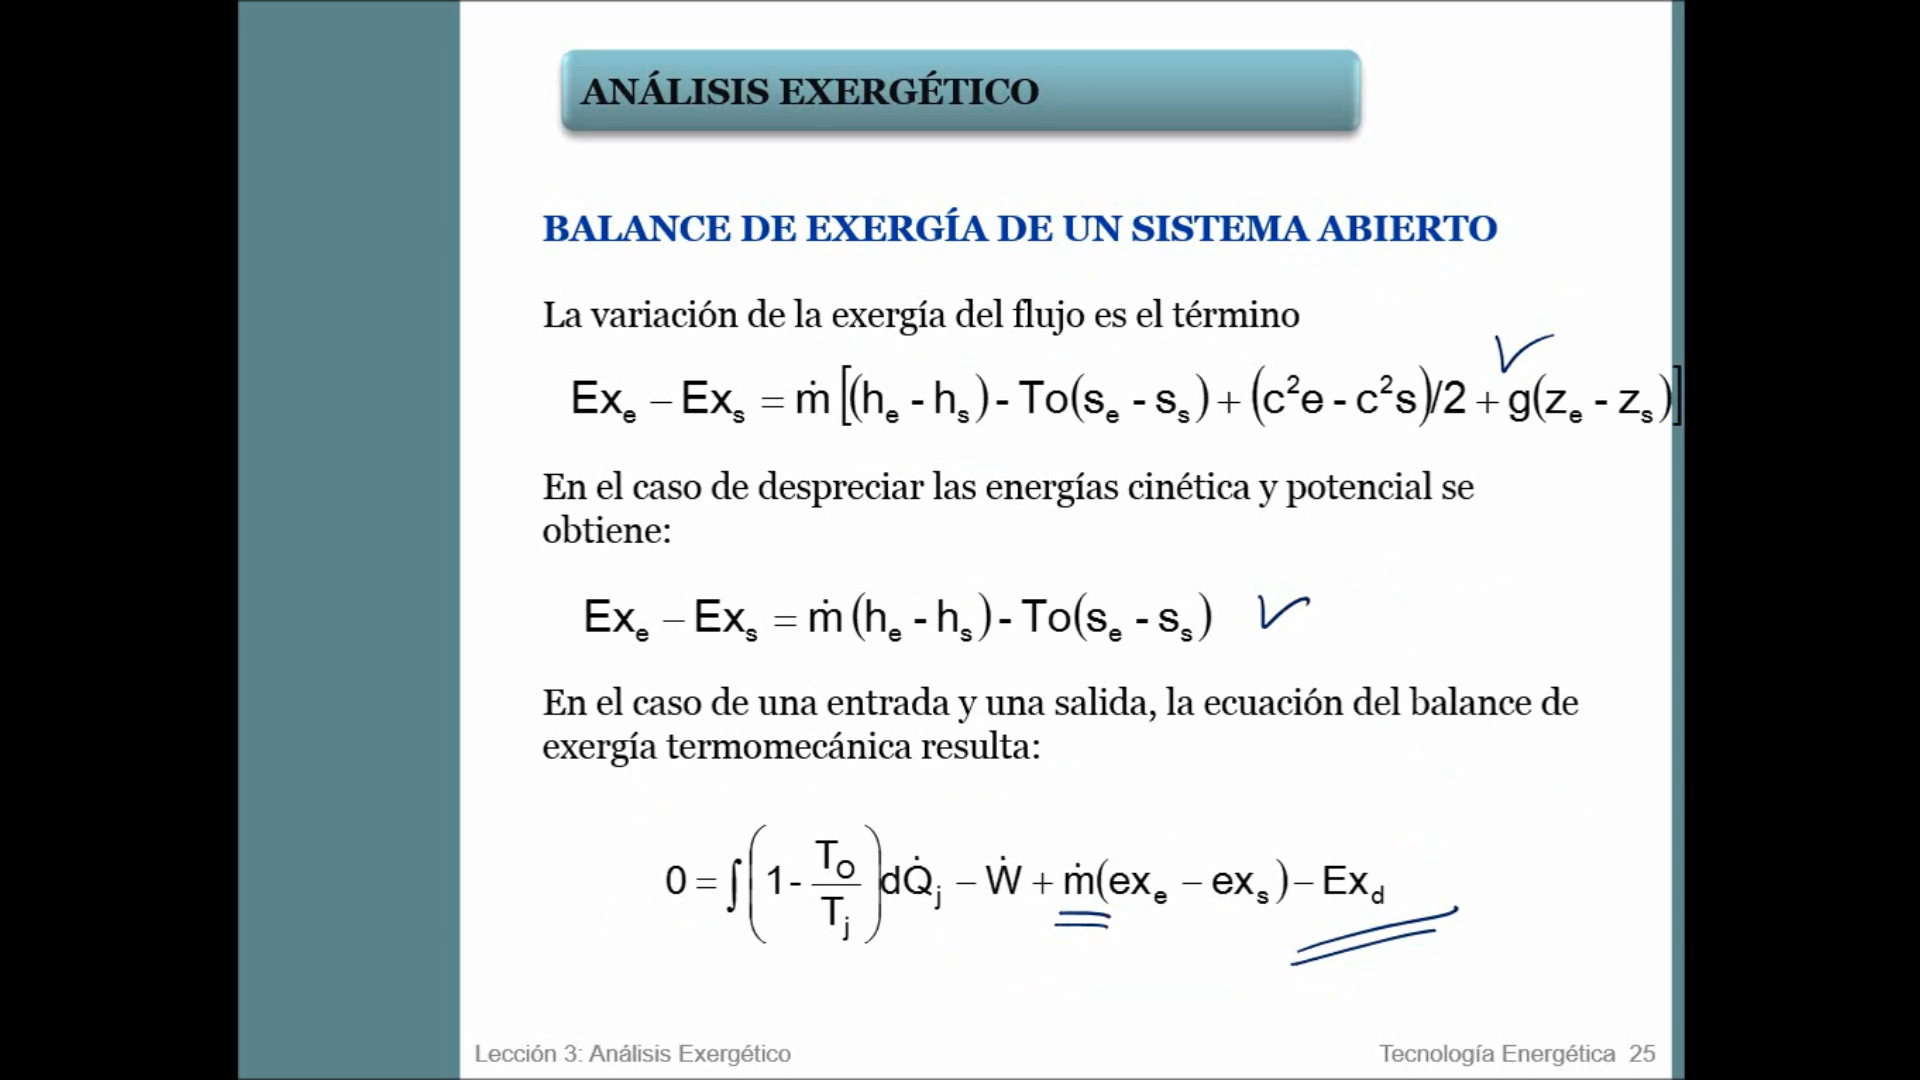 ANÁLISIS EXERGÉTICO
BALANCE DE EXERGÍA DE UN SISTEMA ABIERTO
La variación de la exergía del flujo es el término
Exₑ − Exₛ = ṁ [(hₑ - hₛ) - To(sₑ - sₛ) + (c²e - c²s)/2 + g(zₑ - zₛ)]
En el caso de despreciar las energías cinética y potencial se
obtiene:
Exₑ − Exₛ = ṁ (hₑ - hₛ) - To(sₑ - sₛ)
En el caso de una entrada y una salida, la ecuación del balance de
exergía termomecánica resulta:
0 = ∫(1 - T_O/T_j) dQ̇_j − Ẇ + ṁ(exₑ − exₛ) − Ex_d
Lección 3: Análisis Exergético
Tecnología Energética 25